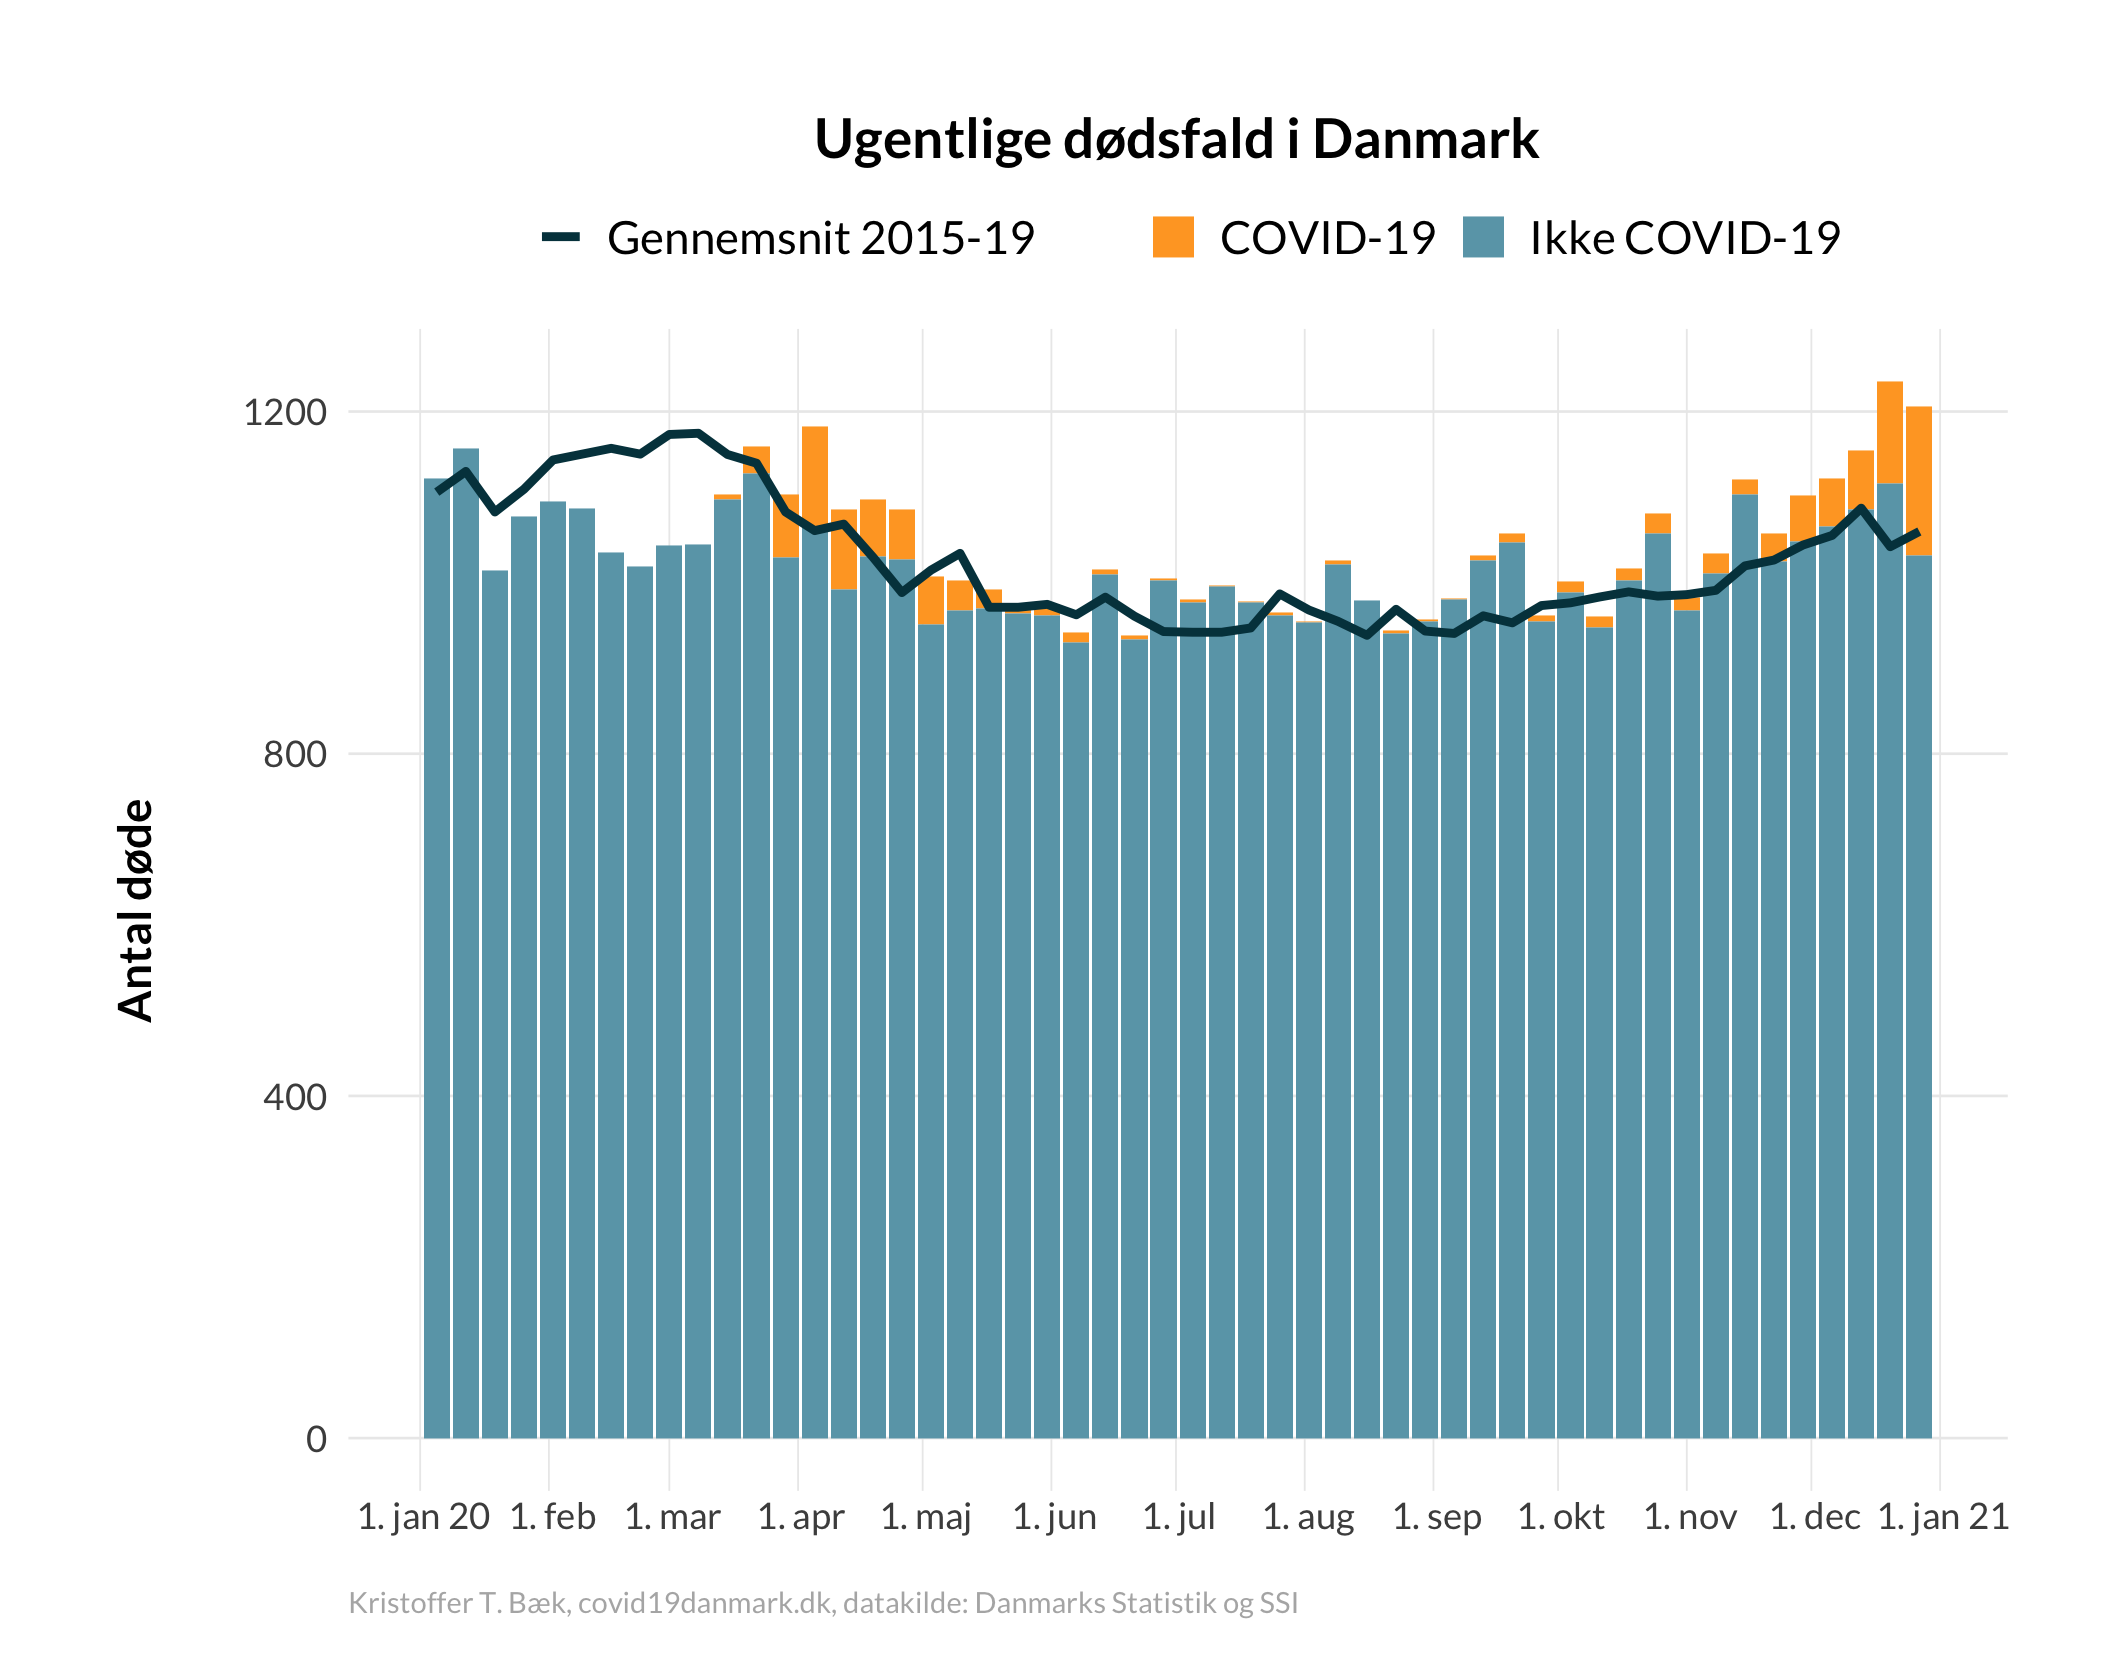 Ugentlige dødsfald i Danmark
Gennemsnit 2015-19 COVID-19 Ikke COVID-19
Antal døde
1200
800
400
0
1. jan 20 1. feb 1. mar 1. apr 1. maj 1. jun 1. jul 1. aug 1. sep 1. okt 1. nov 1. dec 1. jan 21
Kristoffer T. Bæk, covid19danmark.dk, datakilde: Danmarks Statistik og SSI